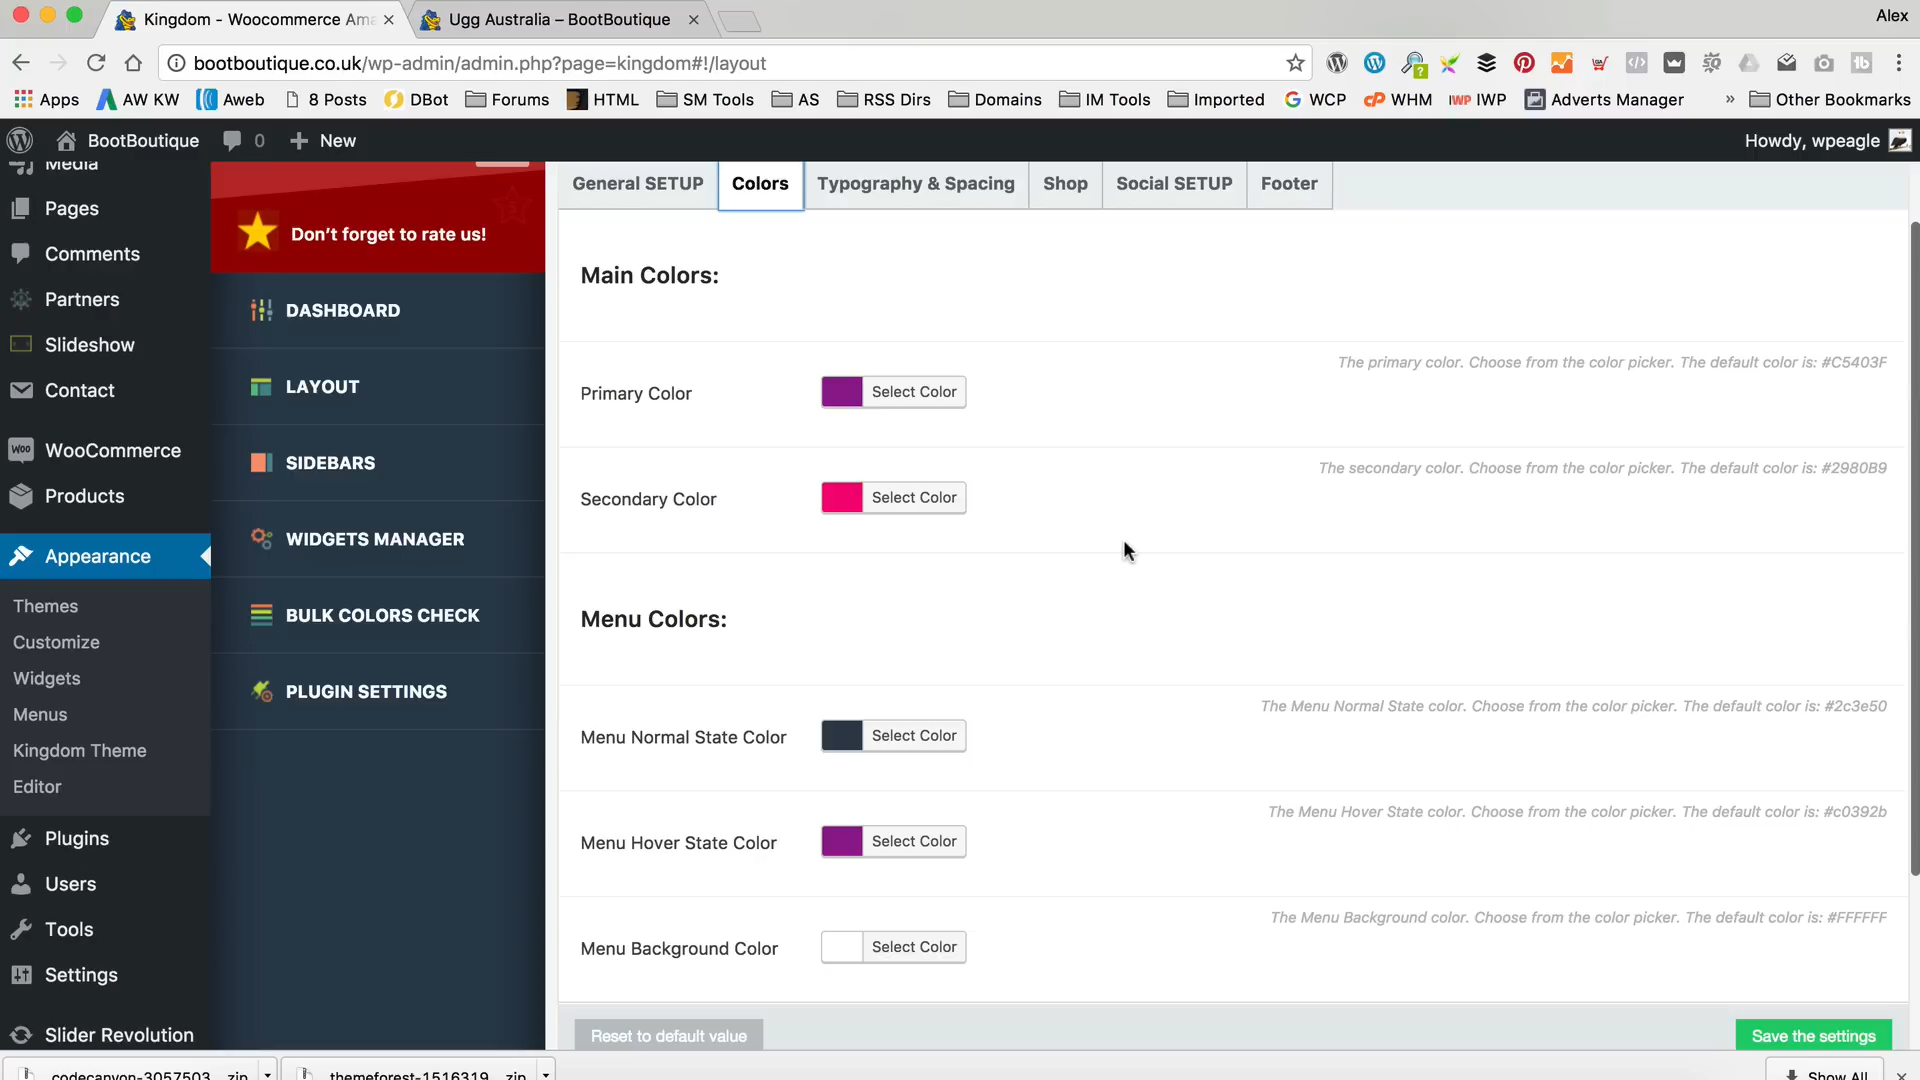 Kingdom - Woocommerce Ama
Ugg Australia – BootBoutique
Alex
bootboutique.co.uk/wp-admin/admin.php?page=kingdom#!/layout
Apps
AW KW
Aweb
8 Posts
DBot
Forums
HTML
SM Tools
AS
RSS Dirs
Domains
IM Tools
Imported
WCP
WHM
IWP
Adverts Manager
Other Bookmarks
BootBoutique
0
New
Howdy, wpeagle
Media
Pages
Comments
Partners
Slideshow
Contact
WooCommerce
Products
Appearance
Themes
Customize
Widgets
Menus
Kingdom Theme
Editor
Plugins
Users
Tools
Settings
Slider Revolution
Don't forget to rate us!
DASHBOARD
LAYOUT
SIDEBARS
WIDGETS MANAGER
BULK COLORS CHECK
PLUGIN SETTINGS
General SETUP
Colors
Typography & Spacing
Shop
Social SETUP
Footer
Main Colors:
The primary color. Choose from the color picker. The default color is: #C5403F
Primary Color
Select Color
The secondary color. Choose from the color picker. The default color is: #2980B9
Secondary Color
Select Color
Menu Colors:
The Menu Normal State color. Choose from the color picker. The default color is: #2c3e50
Menu Normal State Color
Select Color
The Menu Hover State color. Choose from the color picker. The default color is: #c0392b
Menu Hover State Color
Select Color
The Menu Background color. Choose from the color picker. The default color is: #FFFFFF
Menu Background Color
Select Color
Reset to default value
Save the settings
codecanyon-3057503....zip
themeforest-1516319....zip
Show All